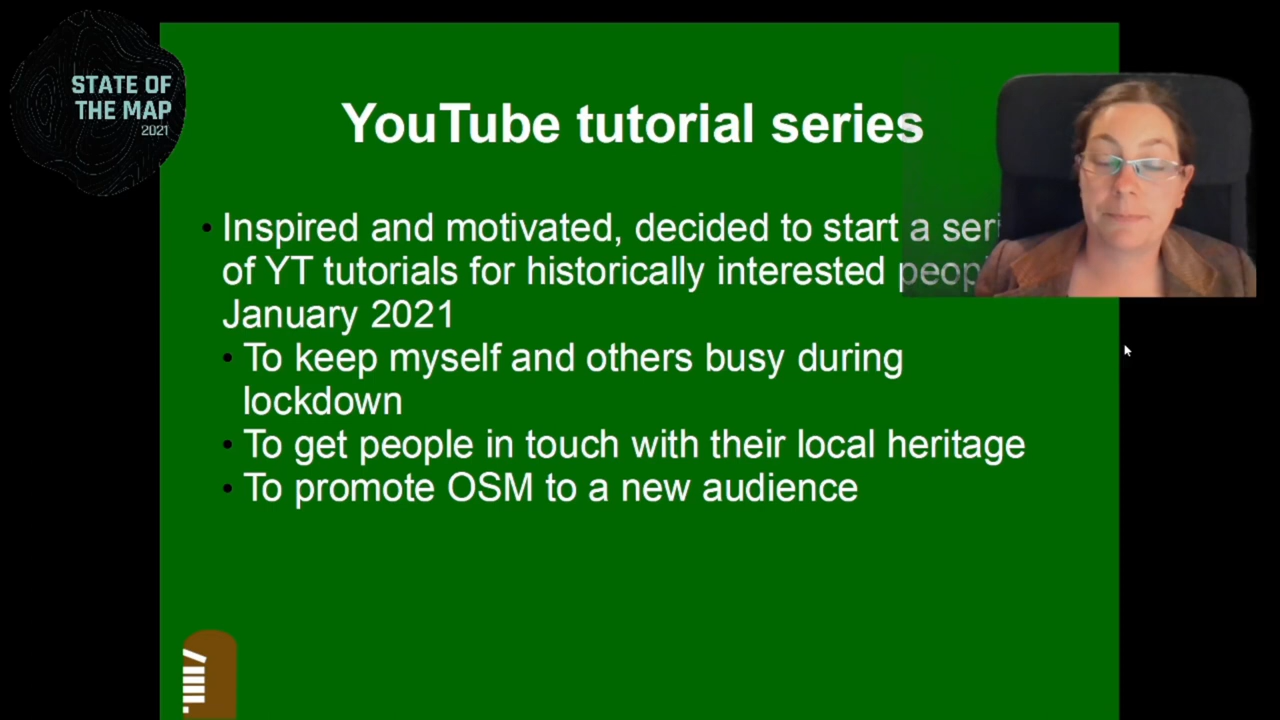 STATE OF
THE MAP
2021
YouTube tutorial series
• Inspired and motivated, decided to start a seri
of YT tutorials for historically interested peop
January 2021
• To keep myself and others busy during
lockdown
• To get people in touch with their local heritage
• To promote OSM to a new audience